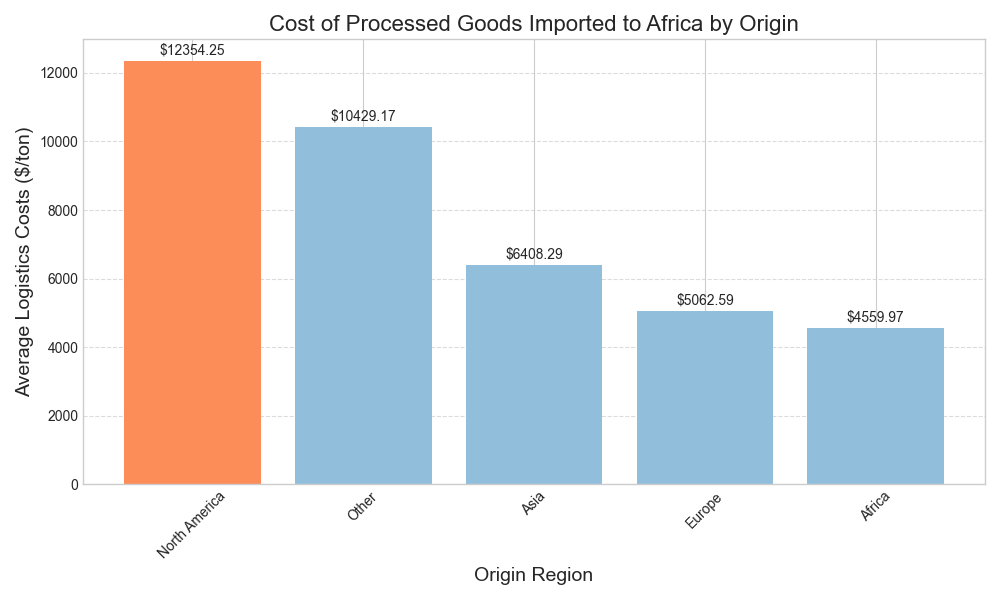 Cost of Processed Goods Imported to Africa by Origin
Average Logistics Costs ($/ton)
12000
10000
8000
6000
4000
2000
0
$12354.25
$10429.17
$6408.29
$5062.59
$4559.97
North America
Other
Asia
Europe
Africa
Origin Region